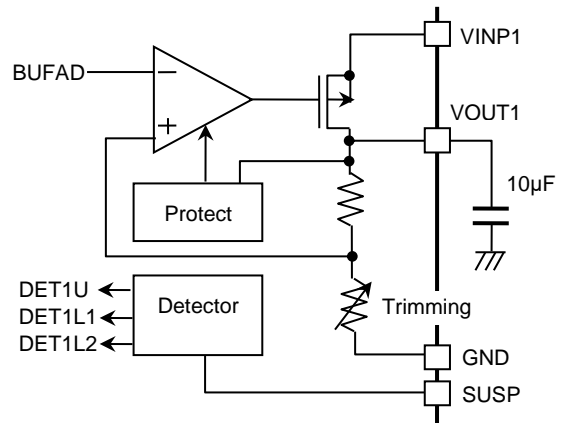 VINP1
BUFAD
−
VOUT1
+
10µF
Protect
DET1U
Detector
DET1L1
Trimming
DET1L2
GND
SUSP